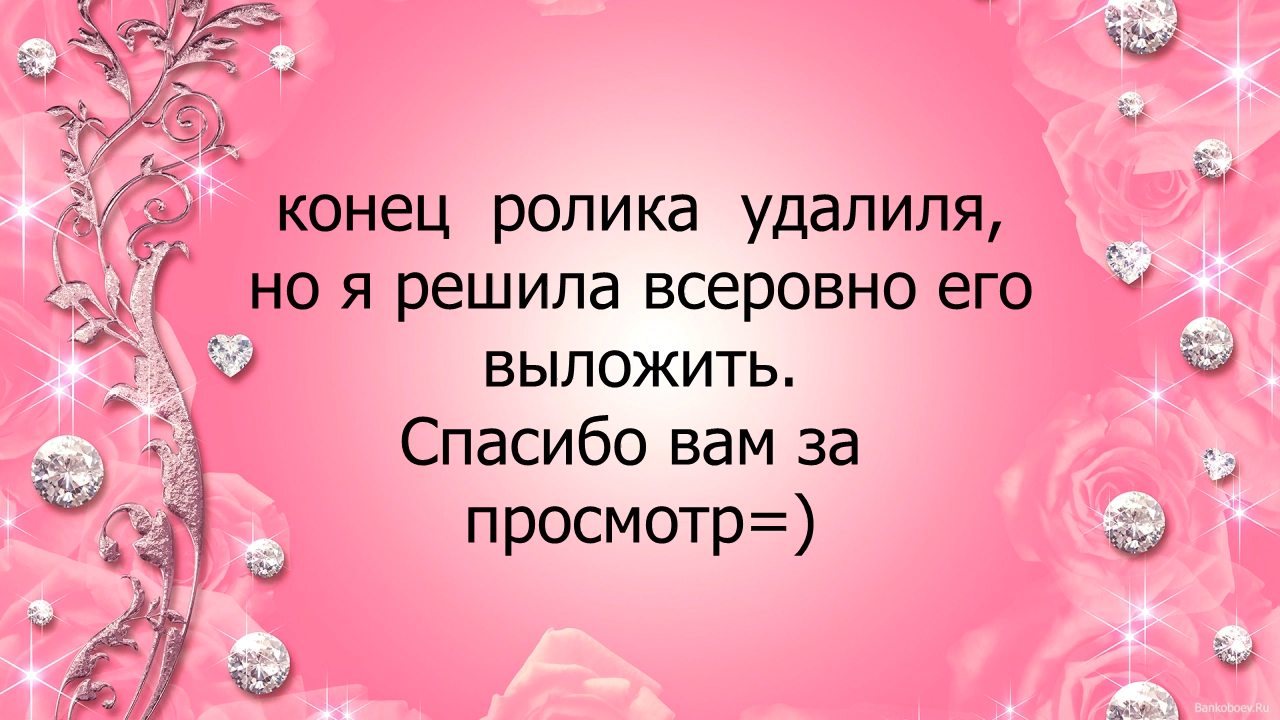 конец ролика удалиля,
но я решила всеровно его
выложить.
Спасибо вам за
просмотр=)
Bankoboev.Ru